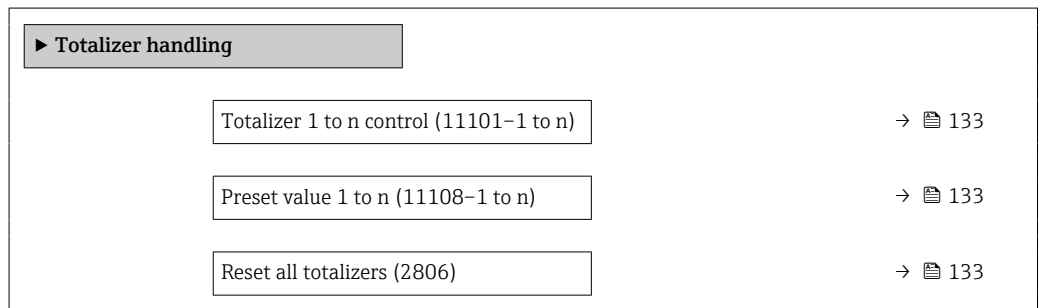 ▶ Totalizer handling
Totalizer 1 to n control (11101–1 to n) → 133
Preset value 1 to n (11108–1 to n) → 133
Reset all totalizers (2806) → 133